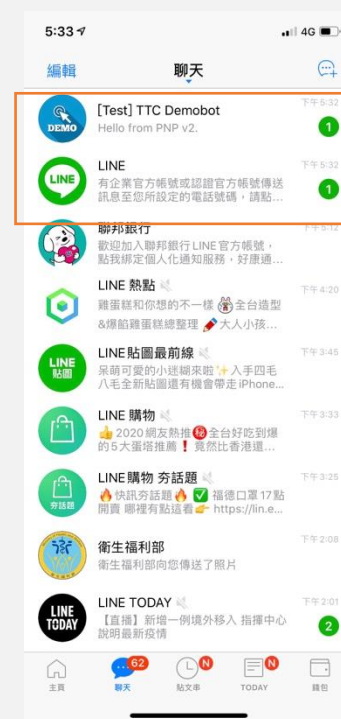 5:33
4G
編輯
聊天
DEMO
[Test] TTC Demobot
下午5:32
Hello from PNP v2.
1
LINE
LINE
下午5:32
有企業官方帳號或認證官方帳號傳送
訊息至您所設定的電話號碼,請點...
1
聯邦銀行
下午5:12
歡迎加入聯邦銀行 LINE 官方帳號,
點我綁定個人化通知服務,好康通...
LINE 熱點
下午4:20
雞蛋糕和你想的不一樣 全台造型
&爆餡雞蛋糕總整理 大人小孩...
LINE
貼圖
LINE貼圖最前線
下午3:45
呆萌可愛的小迷糊來啦 入手四毛
八毛全新貼圖還有機會帶走 iPhone...
LINE 購物
下午3:33
👍2020 網友熱推㊙全台好吃到爆
的5大蛋塔推薦❗竟然比香港還...
夯話題
LINE購物 夯話題
下午3:25
🔥快訊夯話題🔥 ✅ 福德口罩17點
開賣 哪裡有點這看👉 https://lin.e...
衛生福利部
下午2:08
衛生福利部向您傳送了照片
LINE
TODAY
LINE TODAY
下午2:01
【直播】新增一例境外移入 指揮中心
說明最新疫情
2
62
N
N
主頁
聊天
貼文串
TODAY
錢包